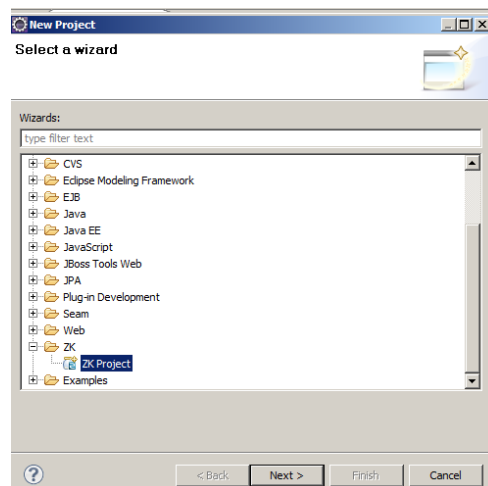 New Project
Select a wizard
Wizards:
type filter text
CVS
Eclipse Modeling Framework
EJB
Java
Java EE
JavaScript
JBoss Tools Web
JPA
Plug-in Development
Seam
Web
ZK
ZK Project
Examples
? < Back Next > Finish Cancel